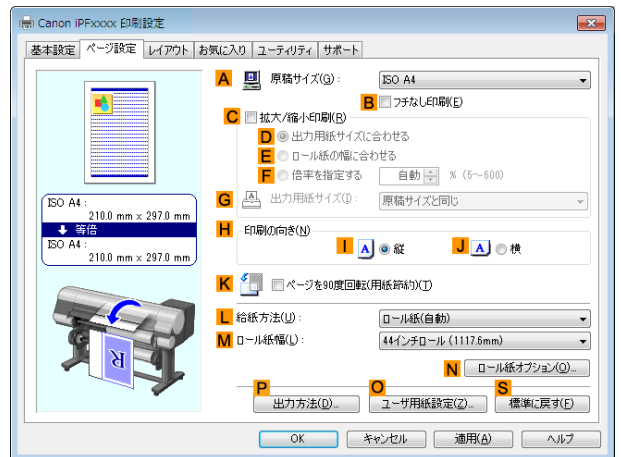 Canon iPFxxxx 印刷設定
基本設定 ページ設定 レイアウト お気に入り ユーティリティ サポート
A 原稿サイズ(G): ISO A4
B フチなし印刷(E)
C 拡大/縮小印刷(R)
D 出力用紙サイズに合わせる
E ロール紙の幅に合わせる
F 倍率を指定する 自動 % (5～600)
G 出力用紙サイズ(I): 原稿サイズと同じ
ISO A4 :
210.0 mm × 297.0 mm
等倍
ISO A4 :
210.0 mm × 297.0 mm
H 印刷の向き(N)
I A 縦 J A 横
K ページを90度回転(用紙節約)(T)
L 給紙方法(U): ロール紙(自動)
M ロール紙幅(L): 44インチロール (1117.6mm)
N ロール紙オプション(O)...
P 出力方法(D)... O ユーザ用紙設定(Z)... S 標準に戻す(F)
R
OK キャンセル 適用(A) ヘルプ